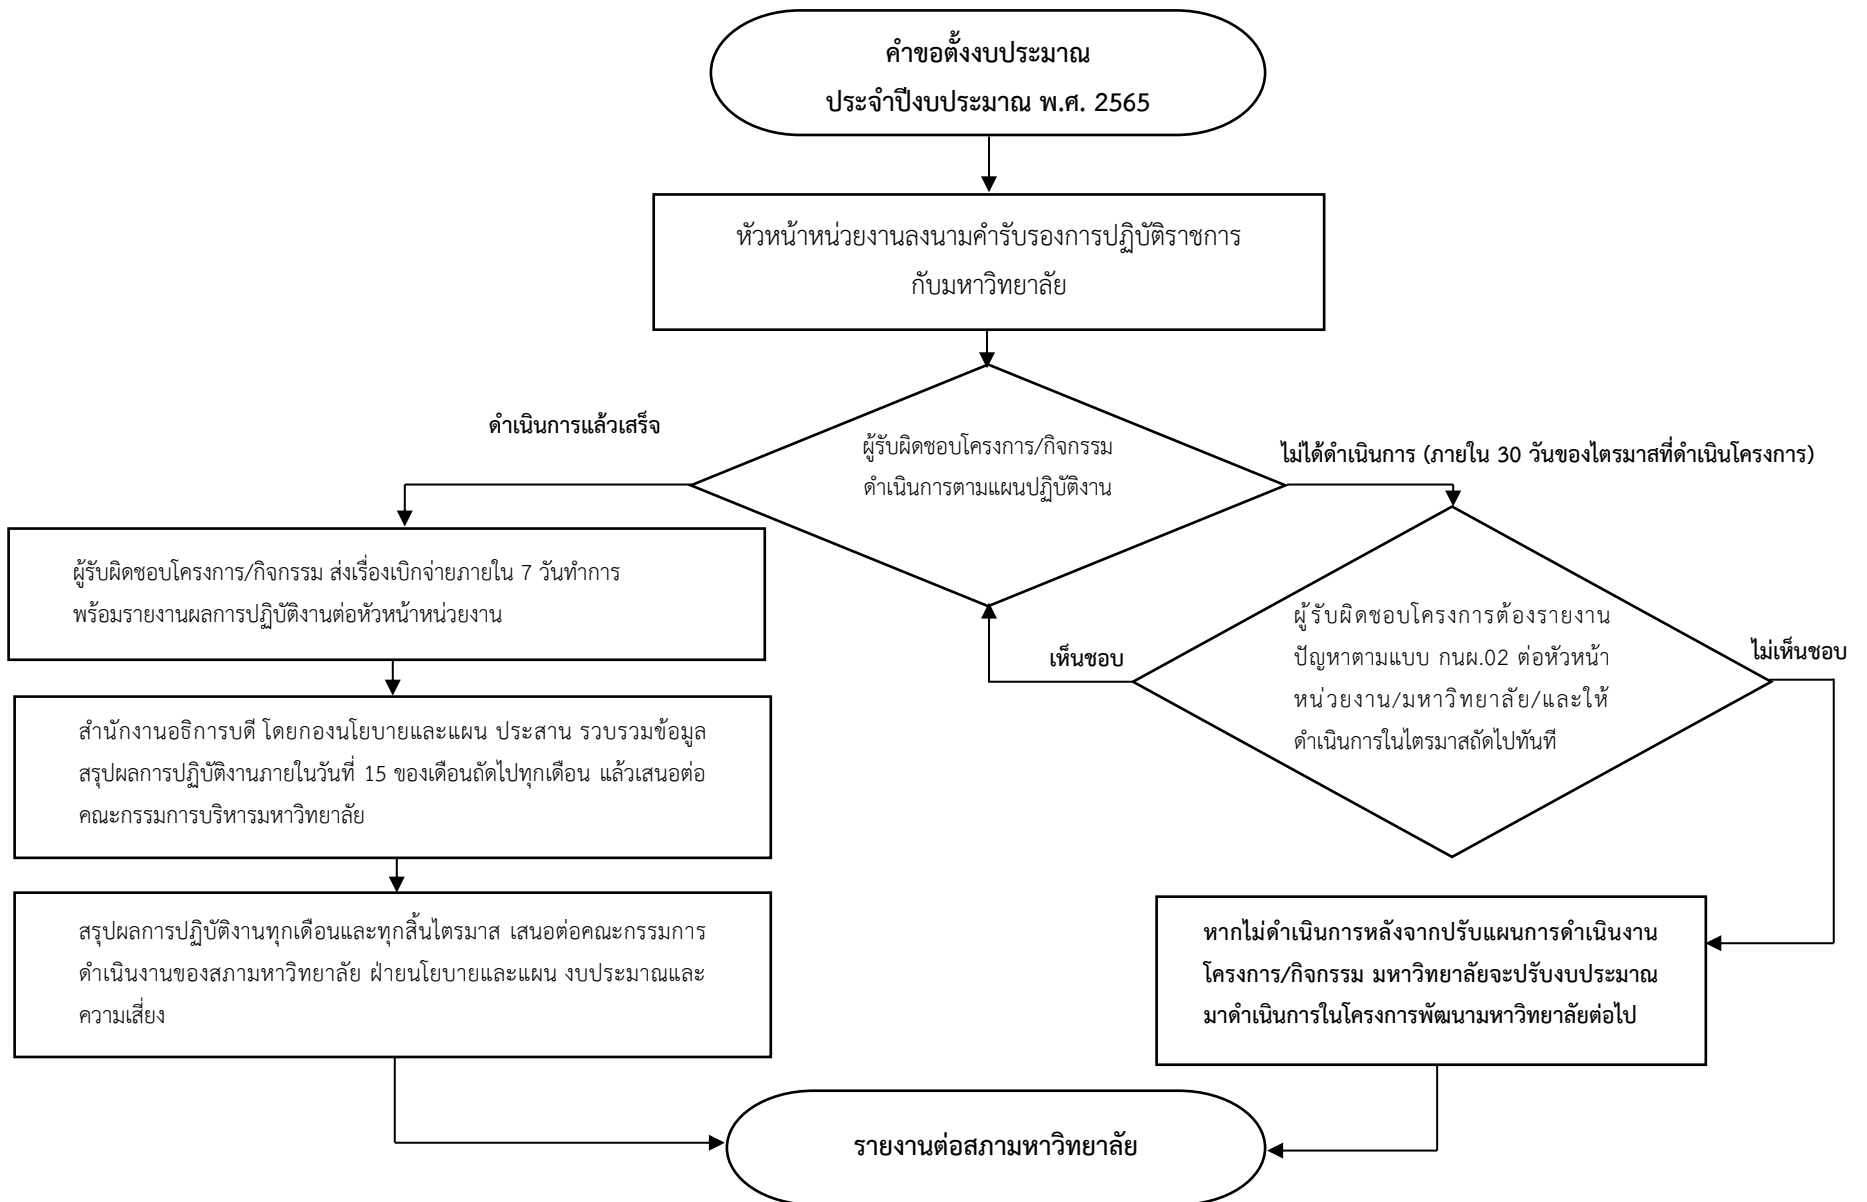 คำขอตั้งงบประมาณ
ประจำปีงบประมาณ พ.ศ. 2565
หัวหน้าหน่วยงานลงนามคำรับรองการปฏิบัติราชการ
กับมหาวิทยาลัย
ดำเนินการแล้วเสร็จ
ผู้รับผิดชอบโครงการ/กิจกรรม
ดำเนินการตามแผนปฏิบัติงาน
ไม่ได้ดำเนินการ (ภายใน 30 วันของไตรมาสที่ดำเนินโครงการ)
ผู้รับผิดชอบโครงการ/กิจกรรม ส่งเรื่องเบิกจ่ายภายใน 7 วันทำการ
พร้อมรายงานผลการปฏิบัติงานต่อหัวหน้าหน่วยงาน
เห็นชอบ
ผู้รับผิดชอบโครงการต้องรายงาน
ปัญหาตามแบบ กนผ.02 ต่อหัวหน้า
หน่วยงาน/มหาวิทยาลัย/และให้
ดำเนินการในไตรมาสถัดไปทันที
ไม่เห็นชอบ
สำนักงานอธิการบดี โดยกองนโยบายและแผน ประสาน รวบรวมข้อมูล
สรุปผลการปฏิบัติงานภายในวันที่ 15 ของเดือนถัดไปทุกเดือน แล้วเสนอต่อ
คณะกรรมการบริหารมหาวิทยาลัย
สรุปผลการปฏิบัติงานทุกเดือนและทุกสิ้นไตรมาส เสนอต่อคณะกรรมการ
ดำเนินงานของสภามหาวิทยาลัย ฝ่ายนโยบายและแผน งบประมาณและ
ความเสี่ยง
หากไม่ดำเนินการหลังจากปรับแผนการดำเนินงาน
โครงการ/กิจกรรม มหาวิทยาลัยจะปรับงบประมาณ
มาดำเนินการในโครงการพัฒนามหาวิทยาลัยต่อไป
รายงานต่อสภามหาวิทยาลัย